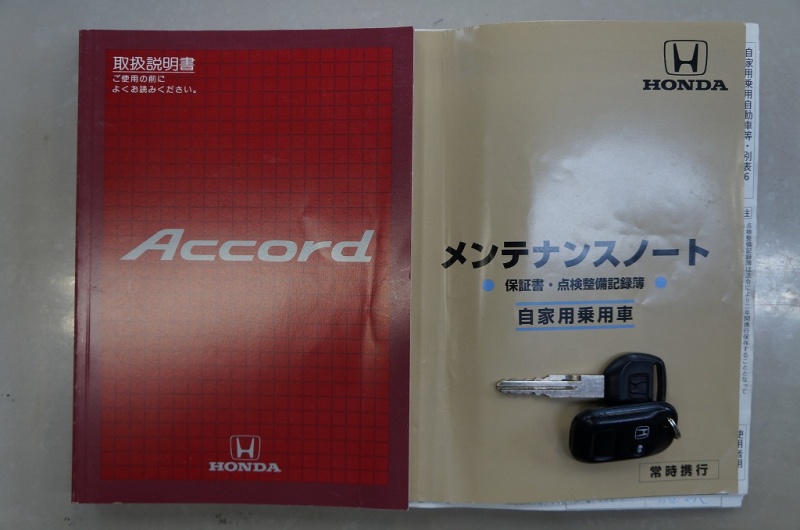 取扱説明書
ご使用の前に
よくお読みください。
Accord
HONDA
HONDA
メンテナンスノート
保証書・点検整備記録簿
自家用乗用車
常時携行
自家用乗用自動車等・別表6